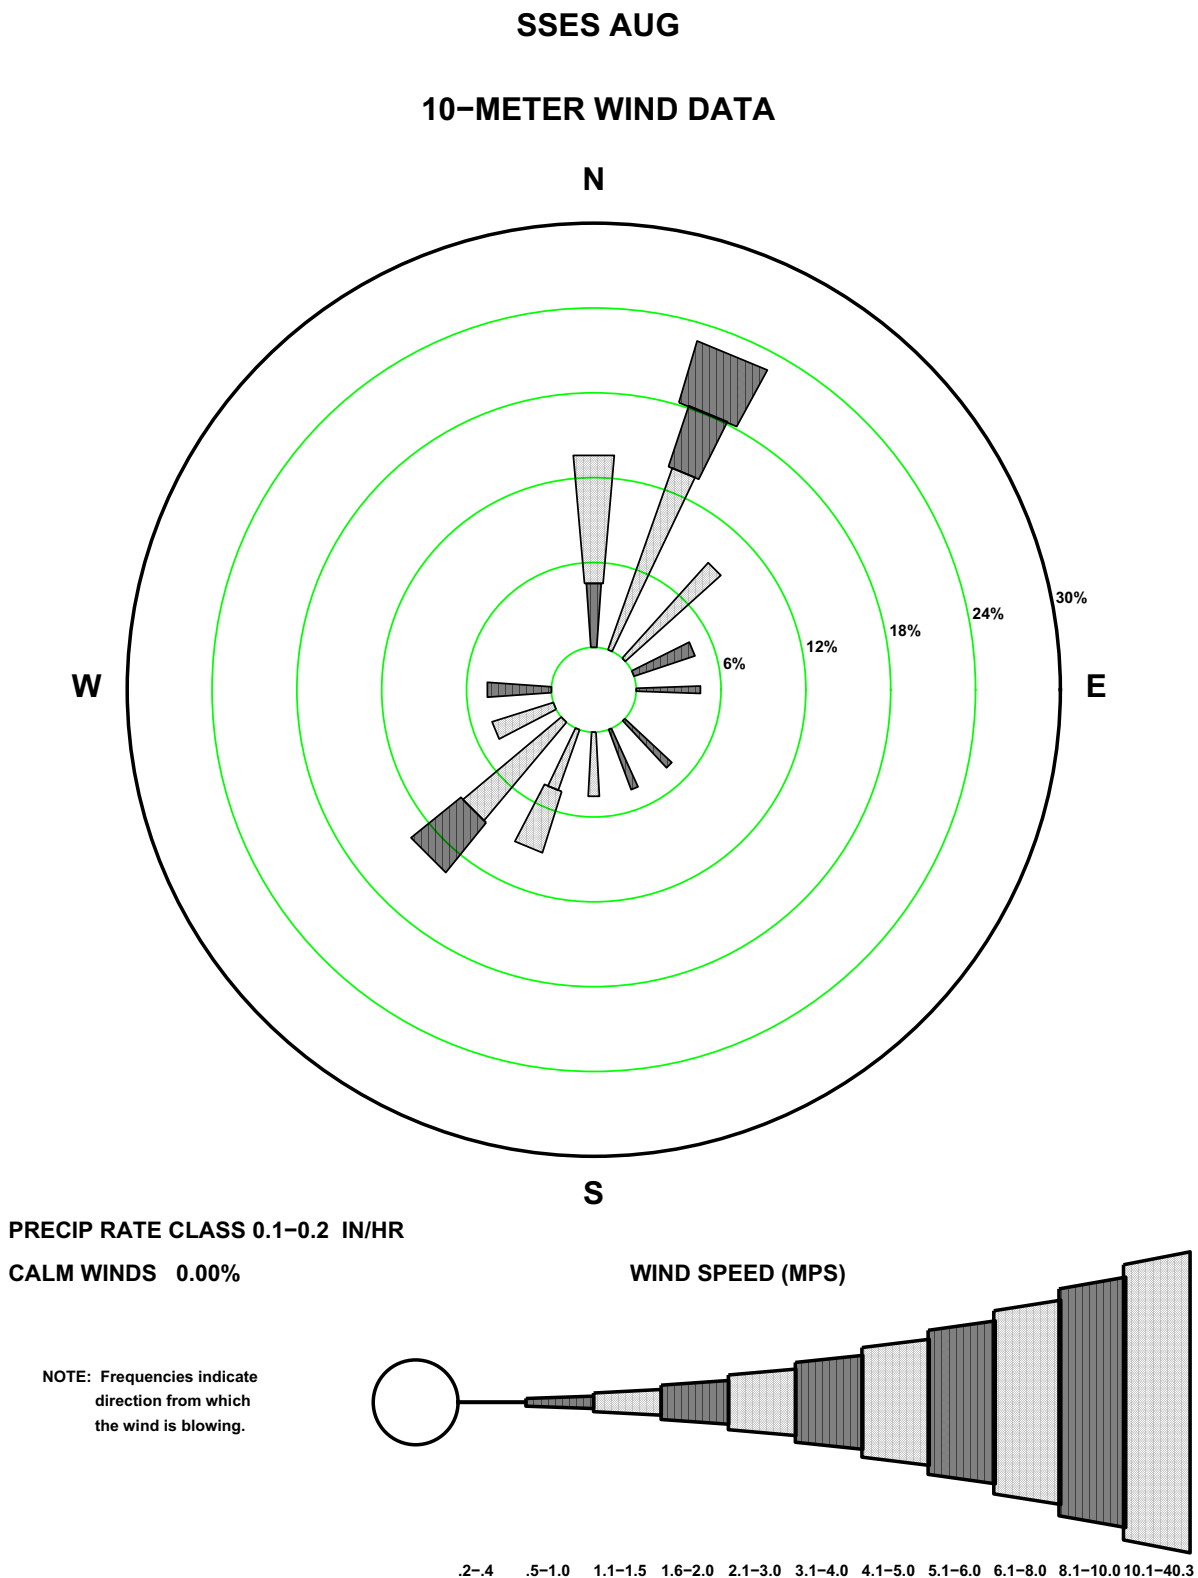 SSES AUG
10−METER WIND DATA
N
30%
24%
18%
12%
6%
W
E
S
PRECIP RATE CLASS 0.1−0.2  IN/HR
CALM WINDS   0.00%
WIND SPEED (MPS)
NOTE:  Frequencies indicate
direction from which
the wind is blowing.
.2−.4   .5−1.0   1.1−1.5   1.6−2.0   2.1−3.0   3.1−4.0   4.1−5.0   5.1−6.0   6.1−8.0   8.1−10.0 10.1−40.3